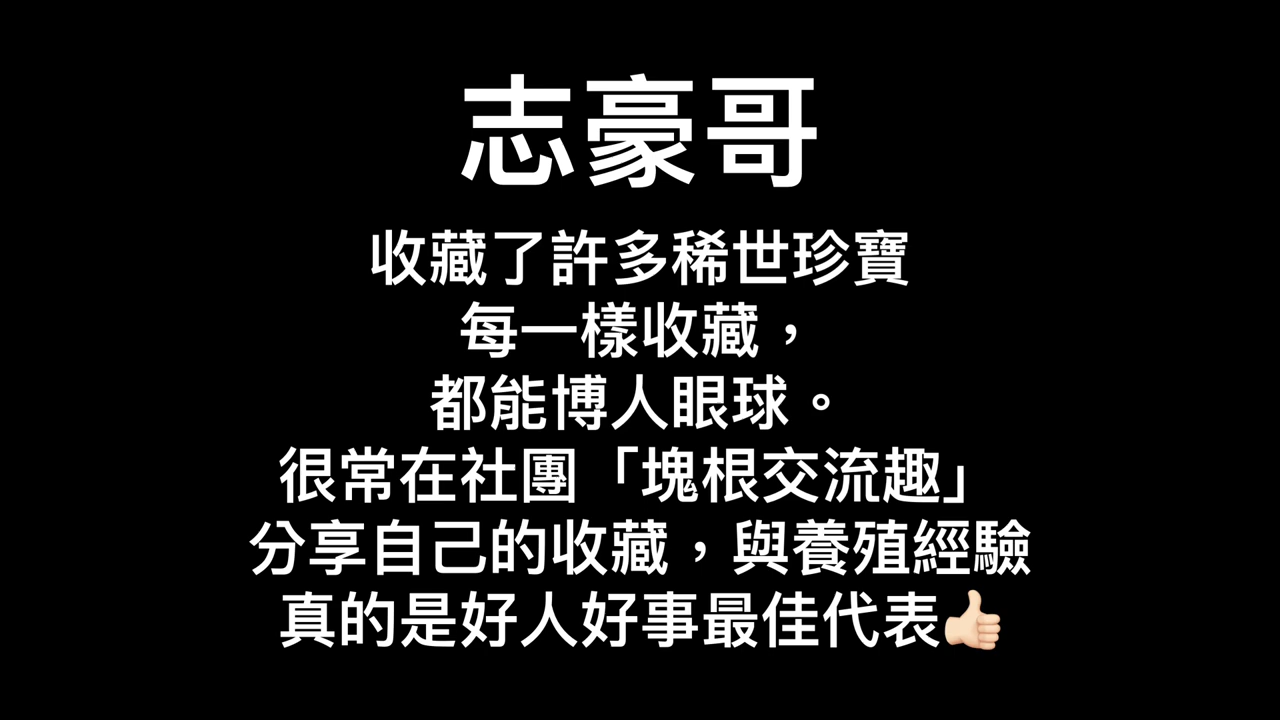 志豪哥
收藏了許多稀世珍寶
每一樣收藏，
都能博人眼球。
很常在社團「塊根交流趣」
分享自己的收藏，與養殖經驗
真的是好人好事最佳代表👍🏻